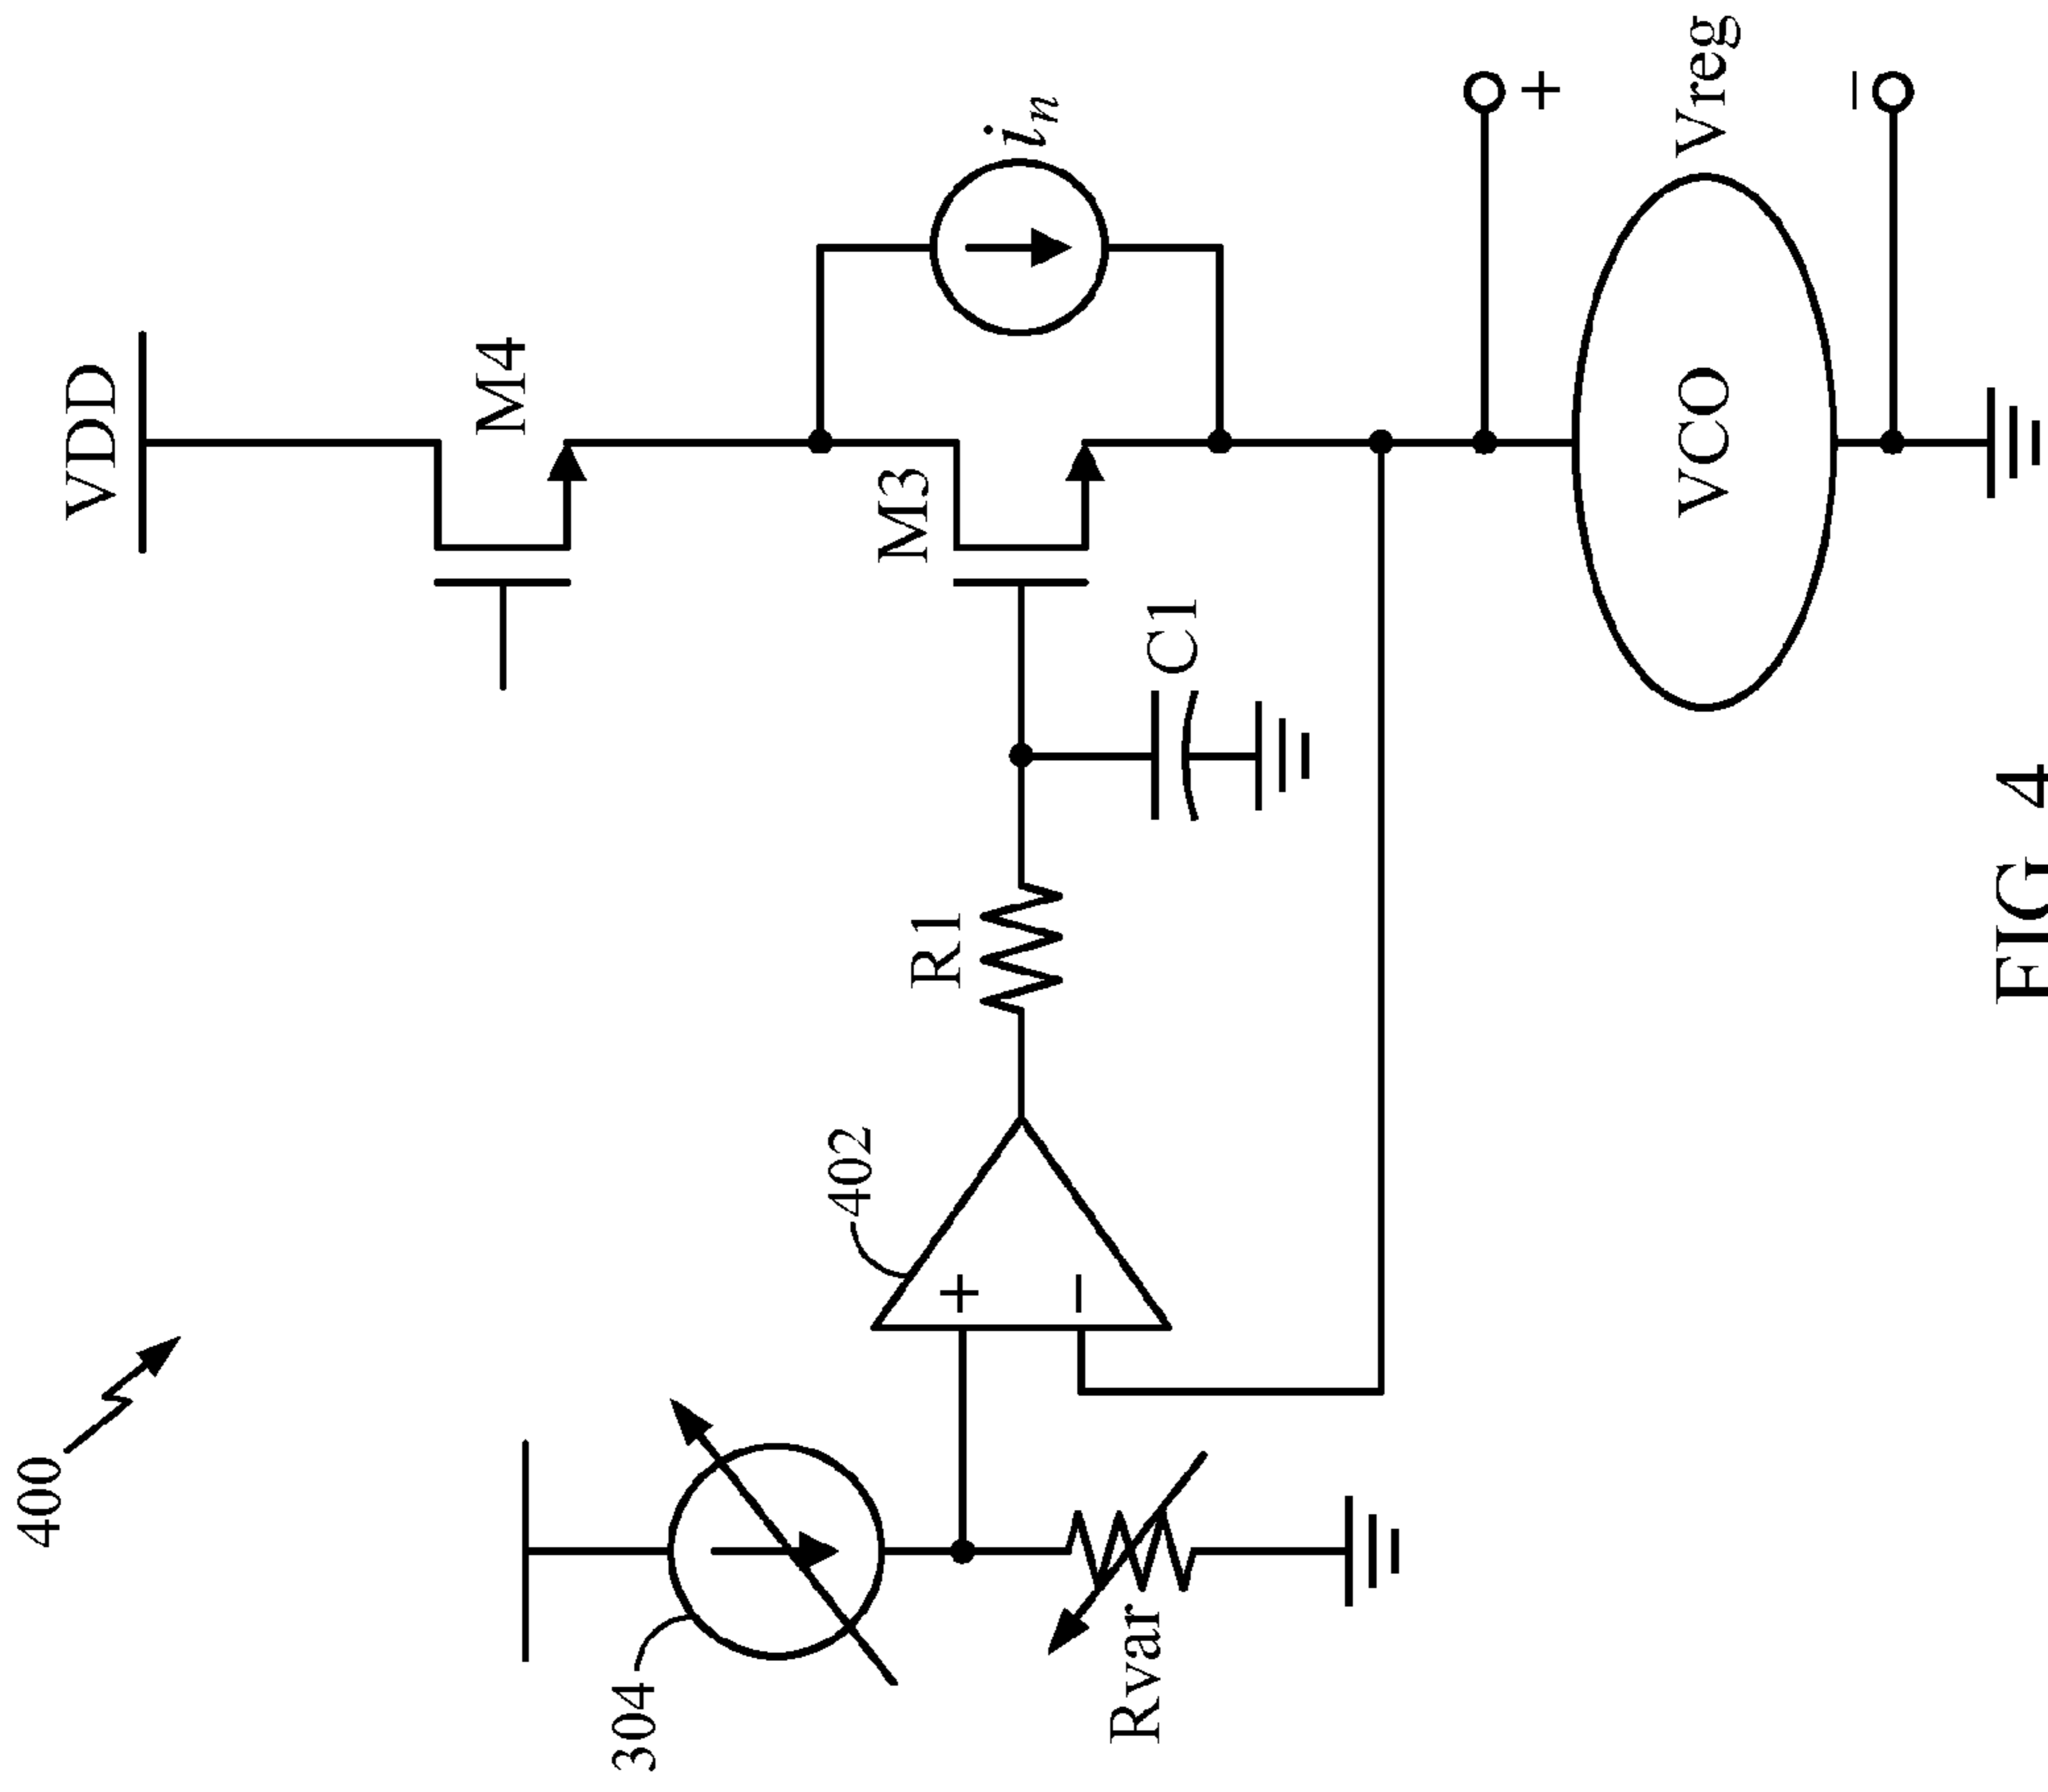 400
VDD
M4
304
402
R1
M3
i_n
Rvar
+
−
C1
+
VCO
Vreg
−
FIG. 4